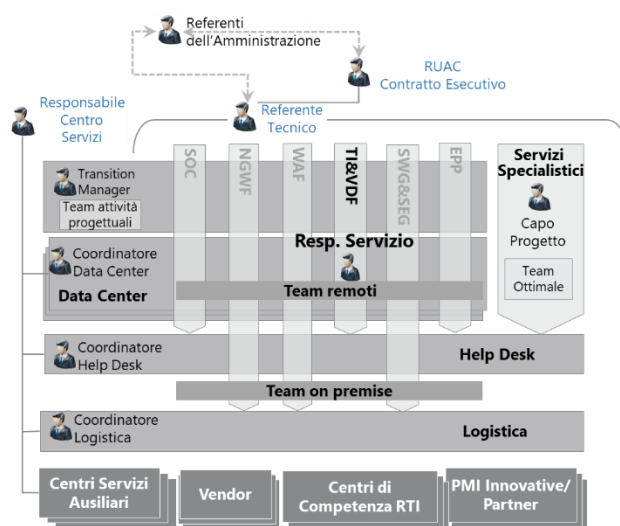 Referenti
dell'Amministrazione
RUAC
Contratto Esecutivo
Responsabile
Centro
Servizi
Referente
Tecnico
SOC
NGWF
WAF
TI&VDF
SWG&SEG
EPP
Servizi
Specialistici
Transition
Manager
Team attività
progettuali
Capo
Progetto
Resp. Servizio
Coordinatore
Data Center
Team
Ottimale
Data Center
Team remoti
Coordinatore
Help Desk
Help Desk
Team on premise
Coordinatore
Logistica
Logistica
Centri Servizi
Ausiliari
Vendor
Centri di
Competenza RTI
PMI Innovative/
Partner